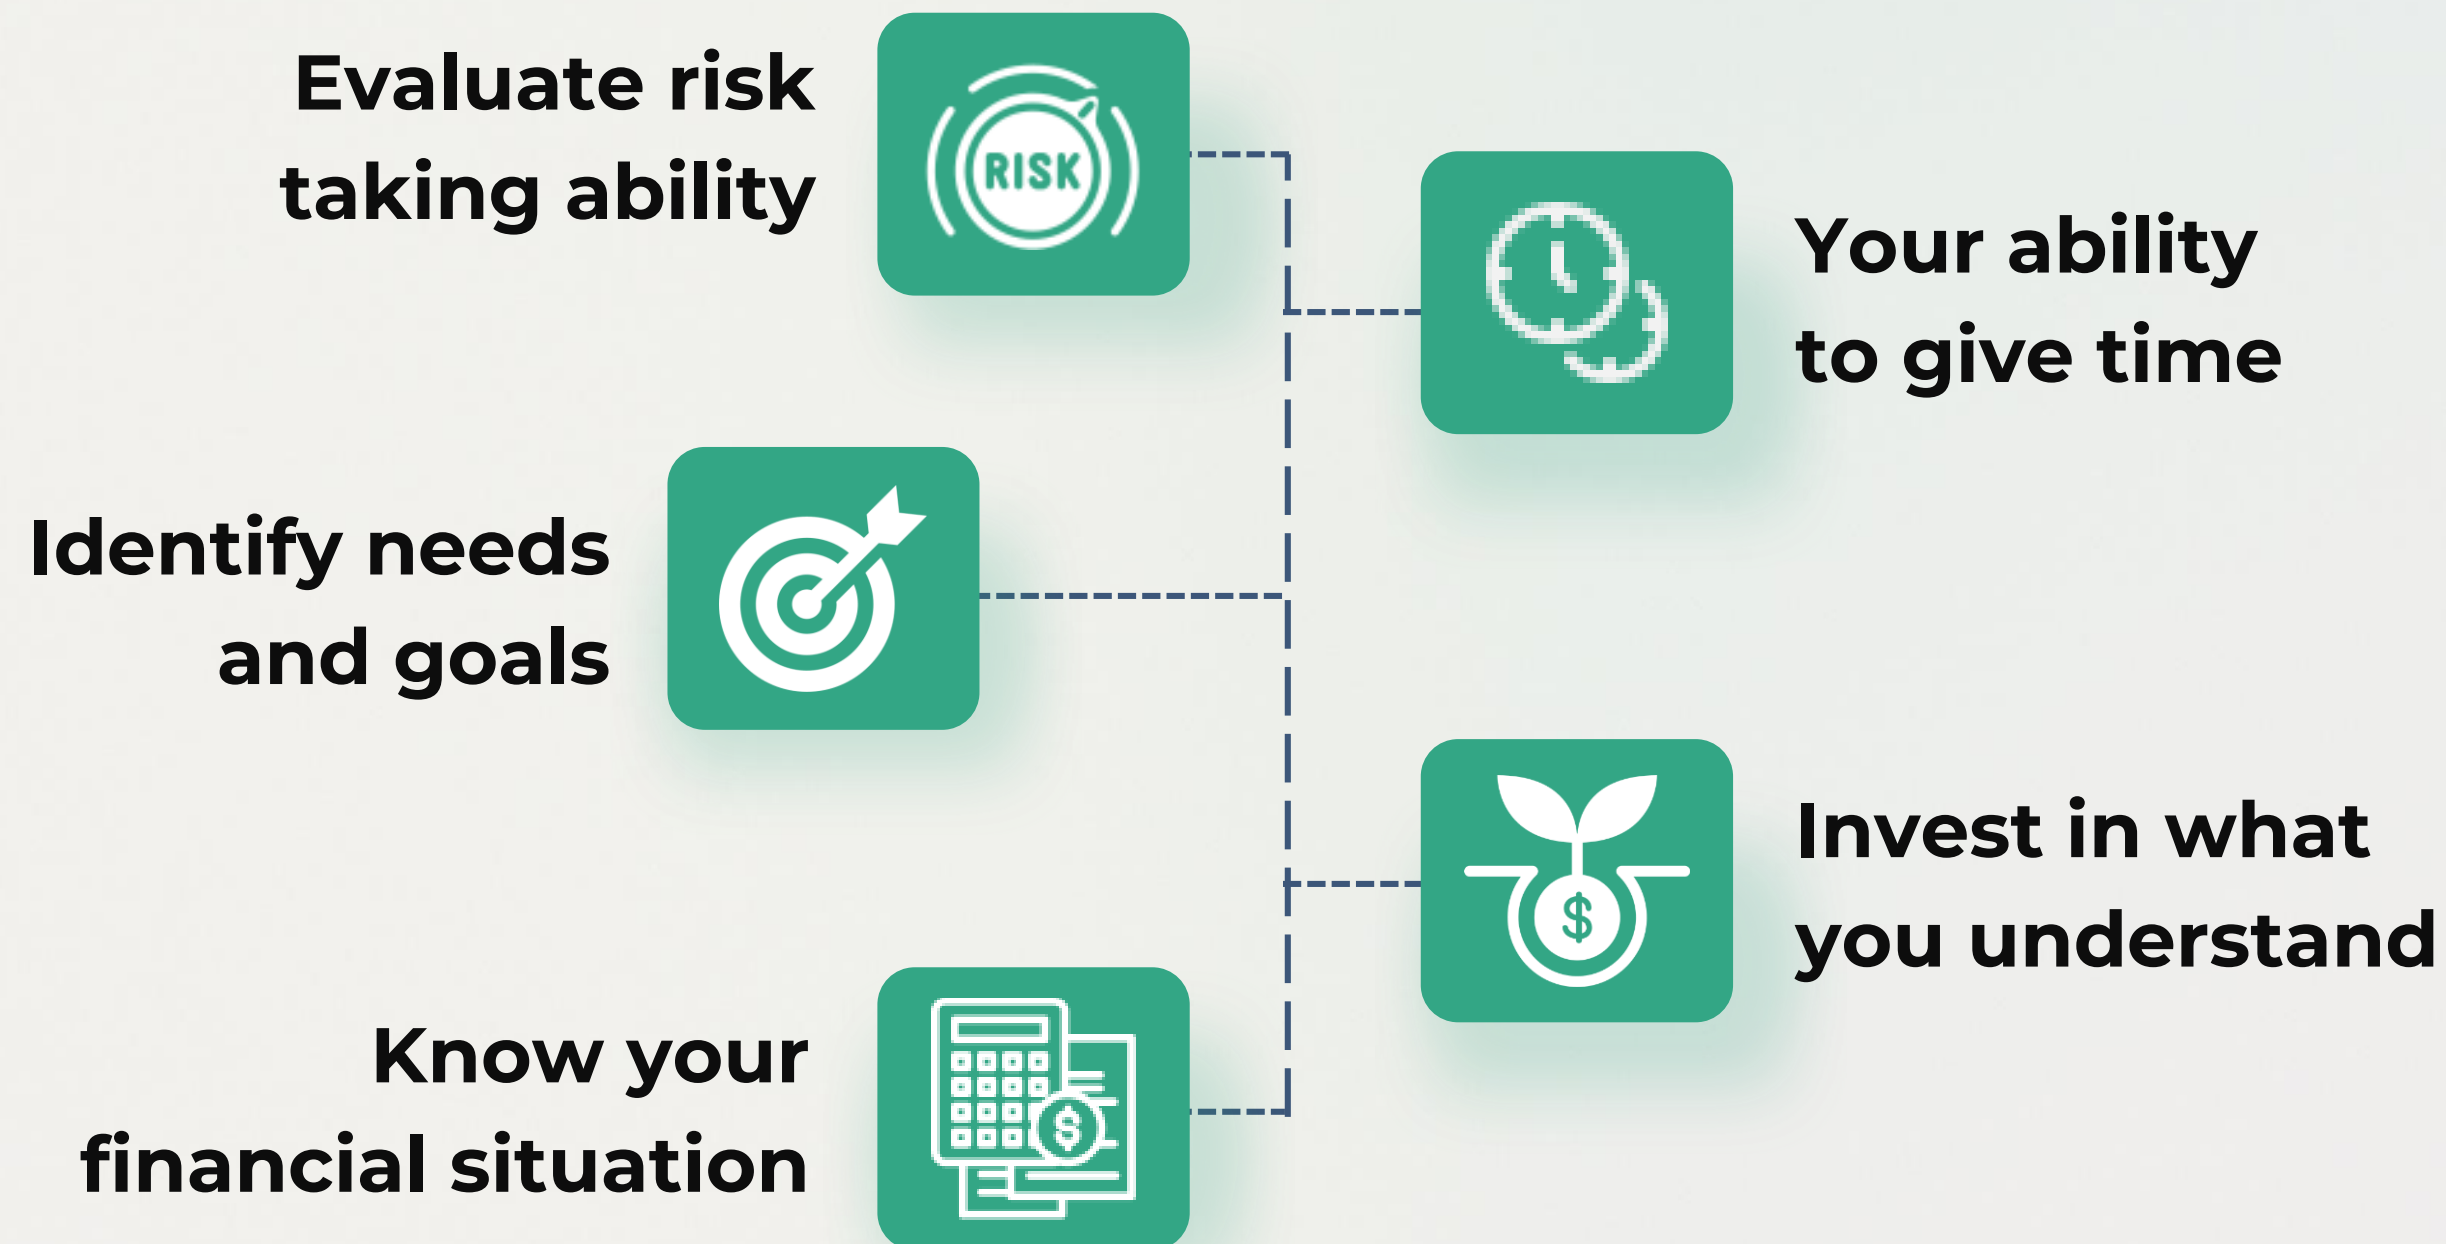 Evaluate risk
taking ability
RISK
Your ability
to give time
Identify needs
and goals
Invest in what
you understand
$
Know your
financial situation
$